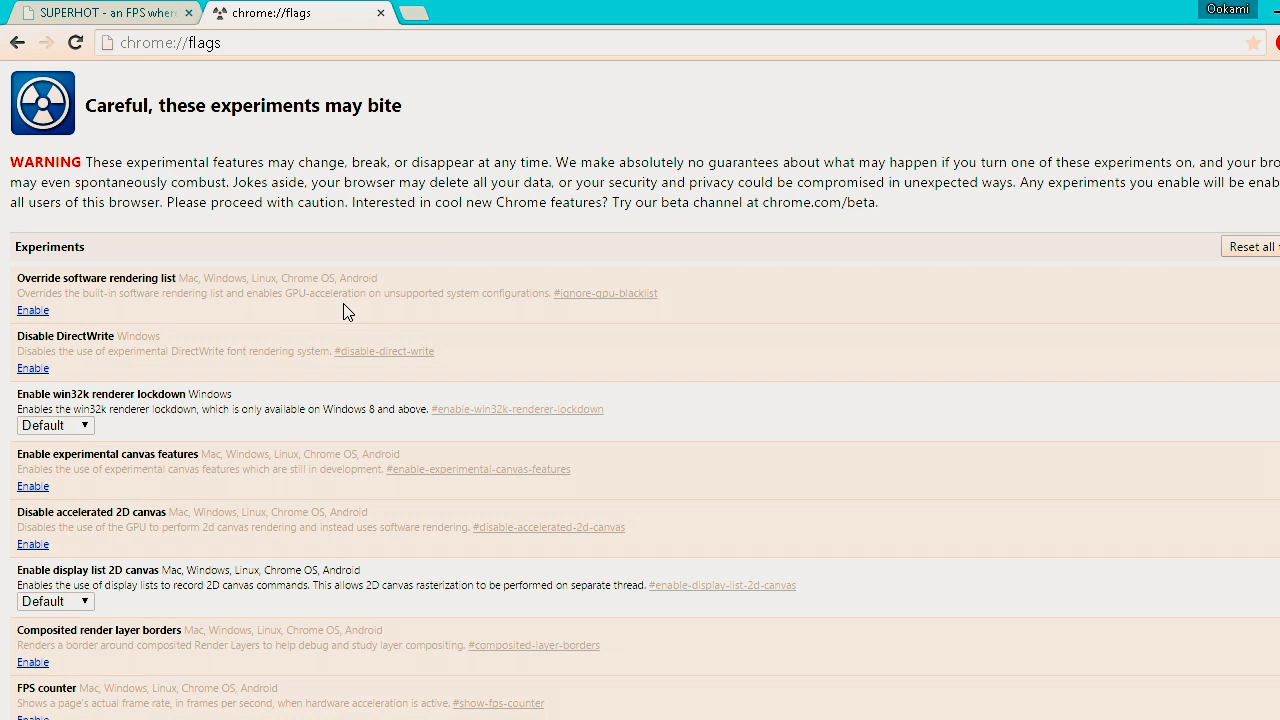 SUPERHOT - an FPS wher
chrome://flags
Ookami
chrome://flags
Careful, these experiments may bite
WARNING These experimental features may change, break, or disappear at any time. We make absolutely no guarantees about what may happen if you turn one of these experiments on, and your bro
may even spontaneously combust. Jokes aside, your browser may delete all your data, or your security and privacy could be compromised in unexpected ways. Any experiments you enable will be enab
all users of this browser. Please proceed with caution. Interested in cool new Chrome features? Try our beta channel at chrome.com/beta.
Experiments
Reset all t
Override software rendering list Mac, Windows, Linux, Chrome OS, Android
Overrides the built-in software rendering list and enables GPU-acceleration on unsupported system configurations. #ignore-gpu-blacklist
Enable
Disable DirectWrite Windows
Disables the use of experimental DirectWrite font rendering system. #disable-direct-write
Enable
Enable win32k renderer lockdown Windows
Enables the win32k renderer lockdown, which is only available on Windows 8 and above. #enable-win32k-renderer-lockdown
Default
Enable experimental canvas features Mac, Windows, Linux, Chrome OS, Android
Enables the use of experimental canvas features which are still in development. #enable-experimental-canvas-features
Enable
Disable accelerated 2D canvas Mac, Windows, Linux, Chrome OS, Android
Disables the use of the GPU to perform 2d canvas rendering and instead uses software rendering. #disable-accelerated-2d-canvas
Enable
Enable display list 2D canvas Mac, Windows, Linux, Chrome OS, Android
Enables the use of display lists to record 2D canvas commands. This allows 2D canvas rasterization to be performed on separate thread. #enable-display-list-2d-canvas
Default
Composited render layer borders Mac, Windows, Linux, Chrome OS, Android
Renders a border around composited Render Layers to help debug and study layer compositing. #composited-layer-borders
Enable
FPS counter Mac, Windows, Linux, Chrome OS, Android
Shows a page's actual frame rate, in frames per second, when hardware acceleration is active. #show-fps-counter
Enable